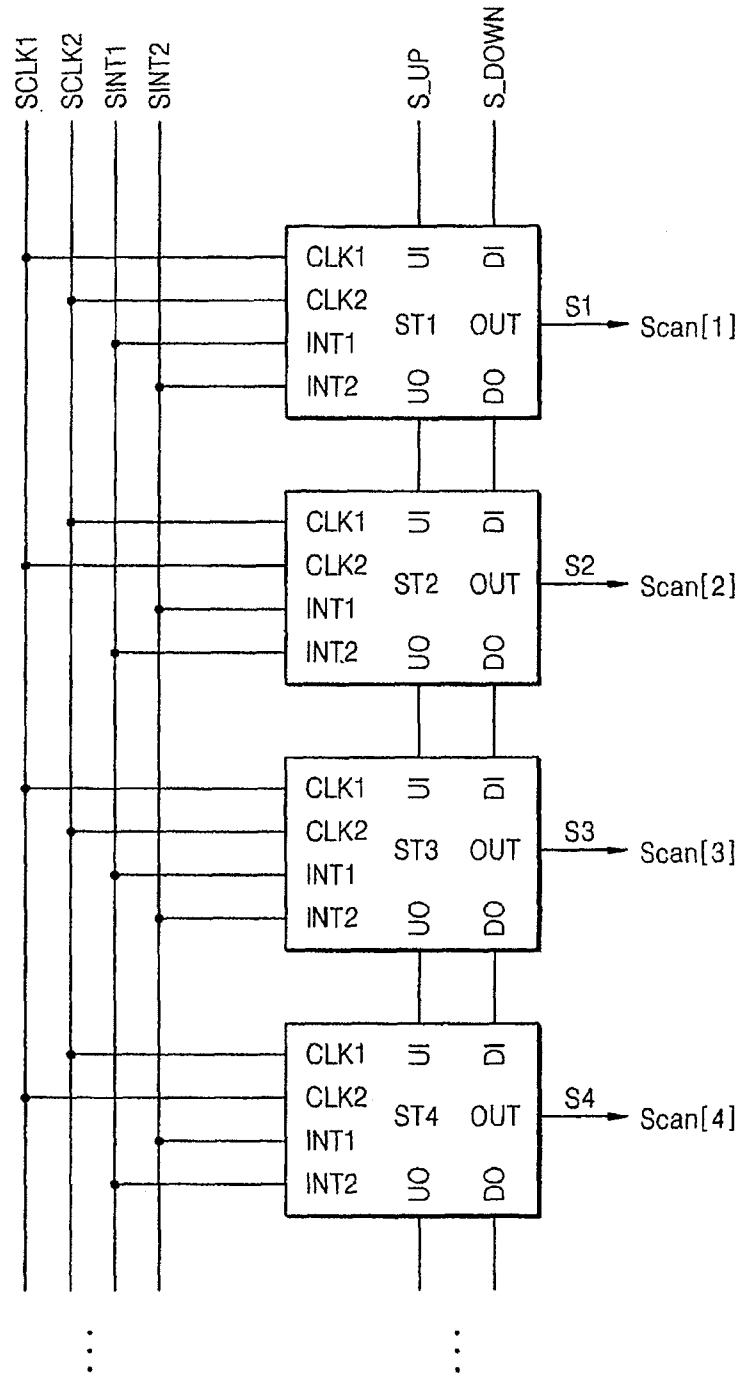 SCLK1
SCLK2
SINT1
SINT2
S_UP
S_DOWN
CLK1 UI DI
CLK2
ST1 OUT S1 Scan[1]
INT1
INT2 UO DO
CLK1 UI DI
CLK2
ST2 OUT S2 Scan[2]
INT1
INT2 UO DO
CLK1 UI DI
CLK2
ST3 OUT S3 Scan[3]
INT1
INT2 UO DO
CLK1 UI DI
CLK2
ST4 OUT S4 Scan[4]
INT1
INT2 UO DO